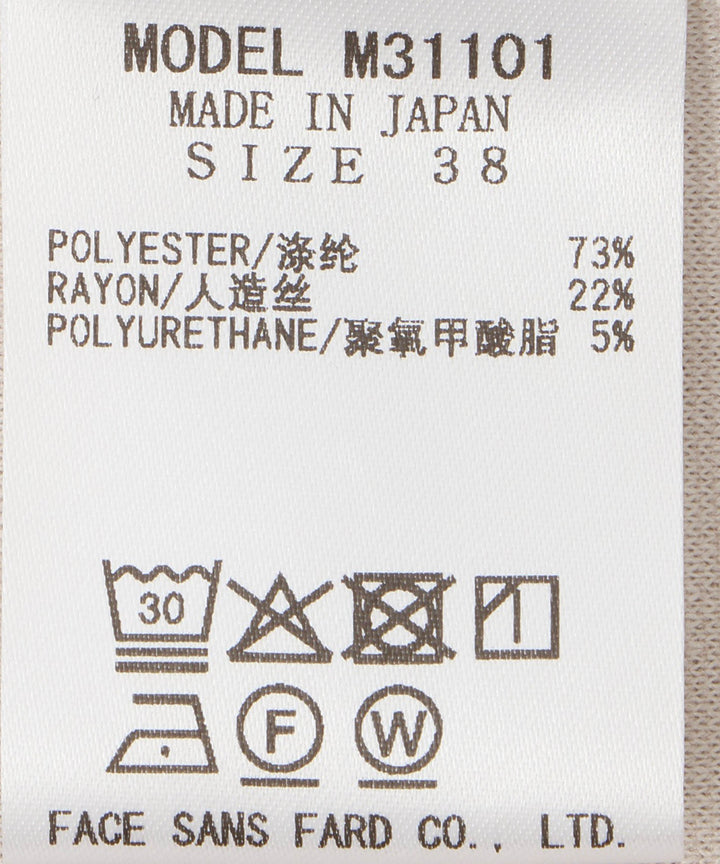 MODEL M31101
MADE IN JAPAN
SIZE 38
POLYESTER/涤纶 73%
RAYON/人造丝 22%
POLYURETHANE/聚氨甲酸脂 5%
30
F W
FACE SANS FARD CO., LTD.